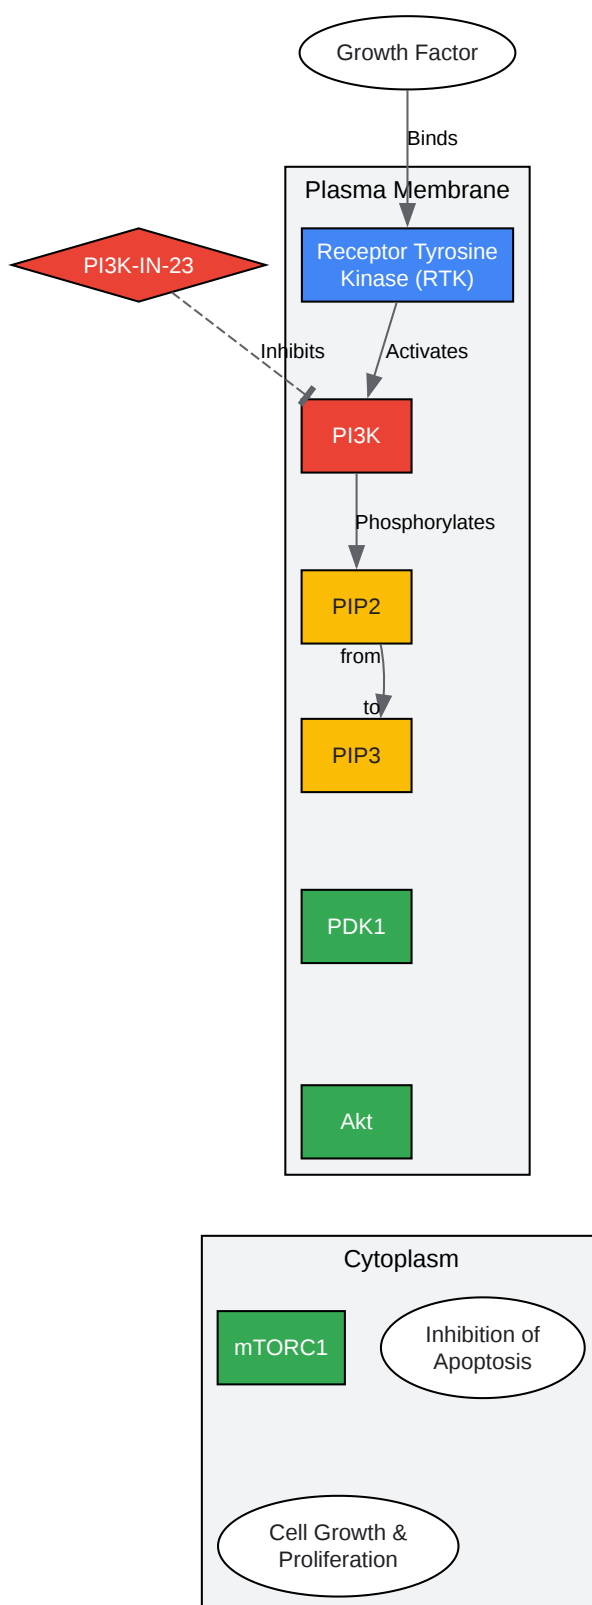 Growth Factor
Binds
Plasma Membrane
Receptor Tyrosine
Kinase (RTK)
PI3K-IN-23
Inhibits
Activates
PI3K
Phosphorylates
PIP2
from
to
PIP3
PDK1
Akt
Cytoplasm
mTORC1
Inhibition of
Apoptosis
Cell Growth &
Proliferation